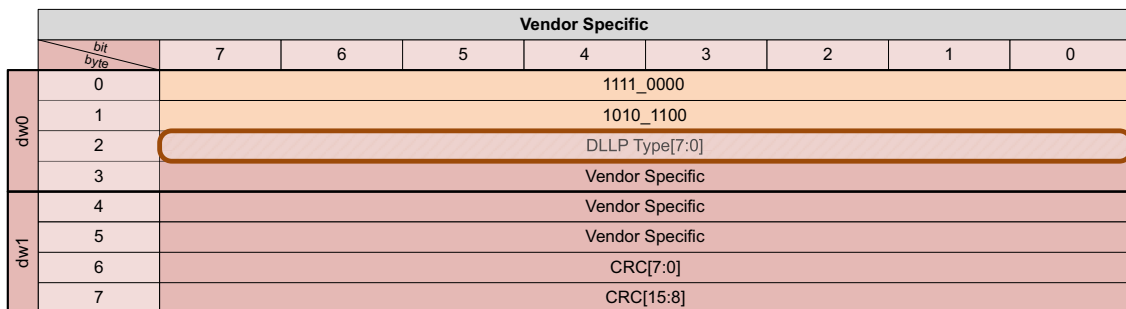 Vendor Specific
bit
byte 7 6 5 4 3 2 1 0
dw0
0 1111_0000
1 1010_1100
2 DLLP Type[7:0]
3 Vendor Specific
dw1
4 Vendor Specific
5 Vendor Specific
6 CRC[7:0]
7 CRC[15:8]